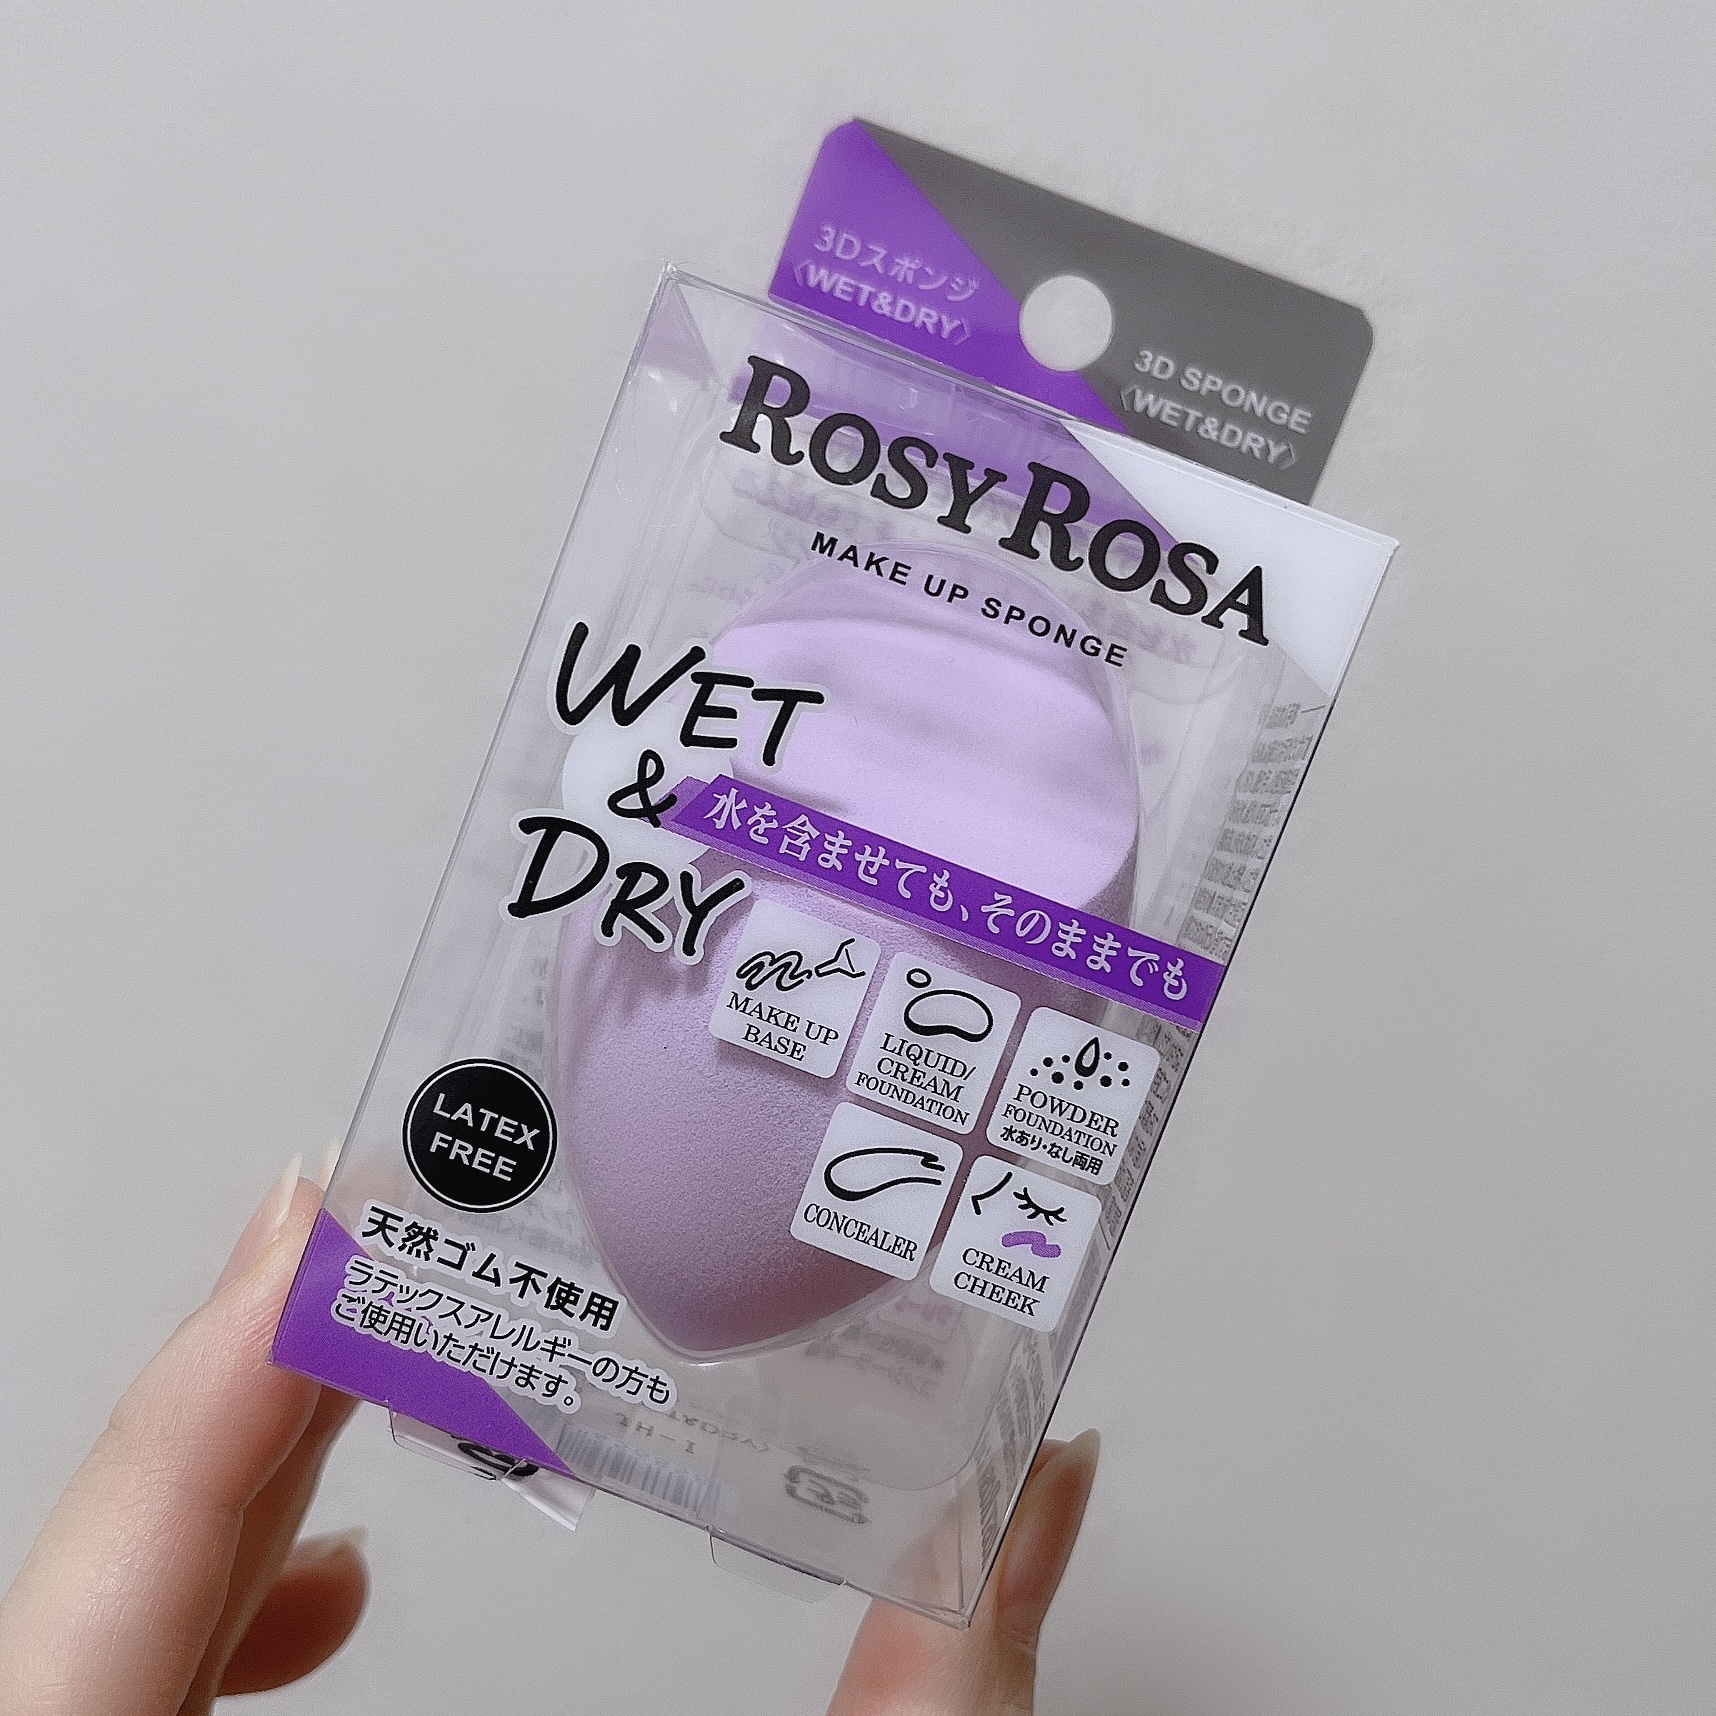 3Dスポンジ
〈WET&DRY〉
3D SPONGE
〈WET&DRY〉
ROSY ROSA
MAKE UP SPONGE
WET
&
DRY
水を含ませても、そのままでも
MAKE UP
BASE
LIQUID/
CREAM
FOUNDATION
POWDER
FOUNDATION
水あり・なし両用
CONCEALER
CREAM
CHEEK
LATEX
FREE
天然ゴム不使用
ラテックスアレルギーの方も
ご使用いただけます。